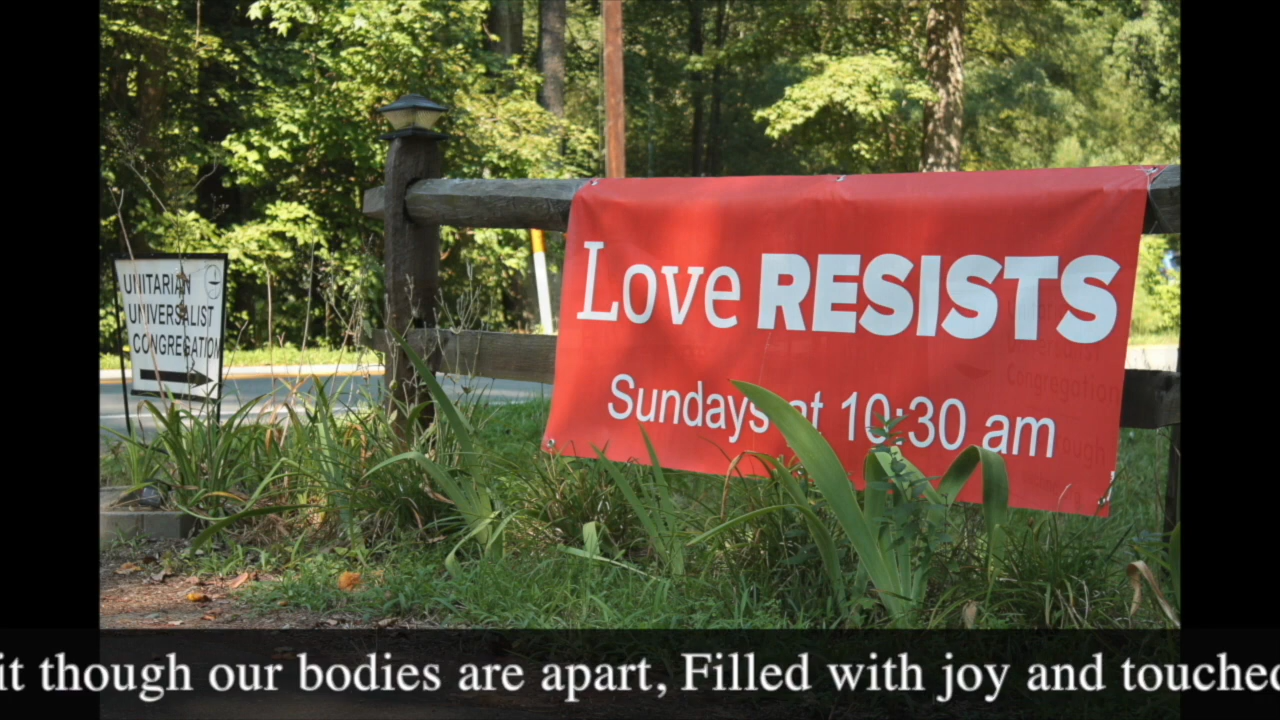 UNITARIAN
UNIVERSALIST
CONGREGATION
Love RESISTS
Sundays at 10:30 am
Congregation
it though our bodies are apart, Filled with joy and touched